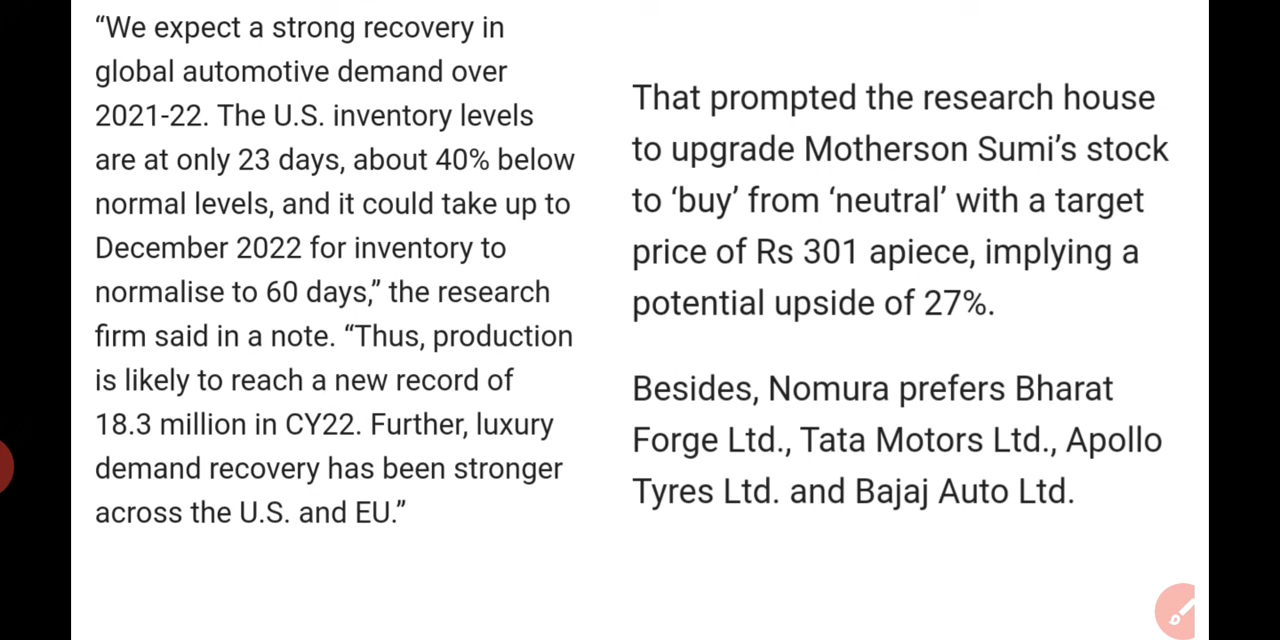 “We expect a strong recovery in
global automotive demand over
2021-22. The U.S. inventory levels
are at only 23 days, about 40% below
normal levels, and it could take up to
December 2022 for inventory to
normalise to 60 days,” the research
firm said in a note. “Thus, production
is likely to reach a new record of
18.3 million in CY22. Further, luxury
demand recovery has been stronger
across the U.S. and EU.”
That prompted the research house
to upgrade Motherson Sumi’s stock
to ‘buy’ from ‘neutral’ with a target
price of Rs 301 apiece, implying a
potential upside of 27%.
Besides, Nomura prefers Bharat
Forge Ltd., Tata Motors Ltd., Apollo
Tyres Ltd. and Bajaj Auto Ltd.